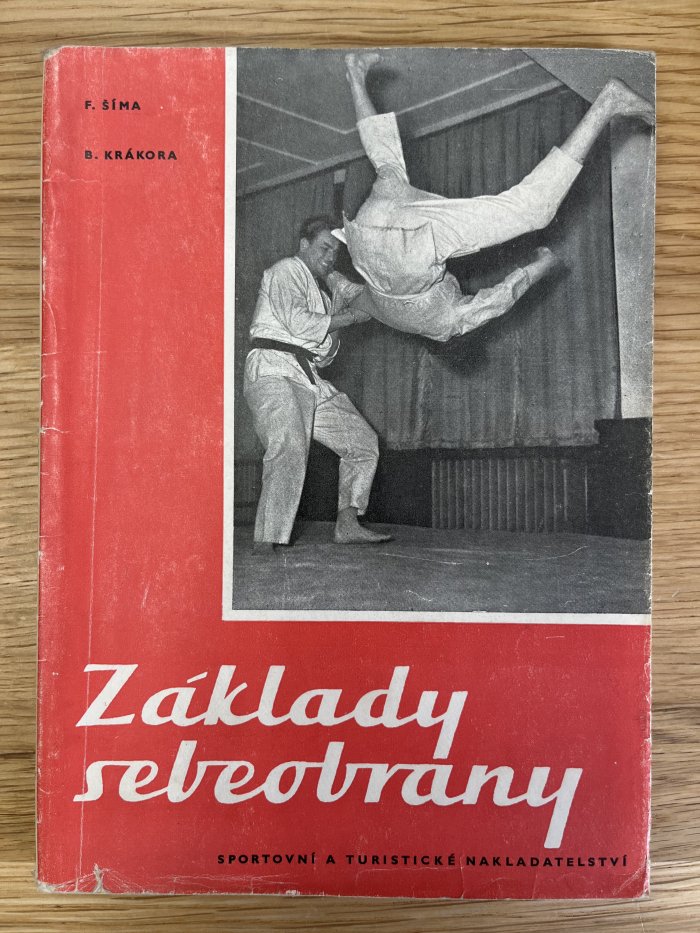 F. ŠÍMA
B. KRÁKORA
Základy
sebeobrany
SPORTOVNÍ A TURISTICKÉ NAKLADATELSTVÍ